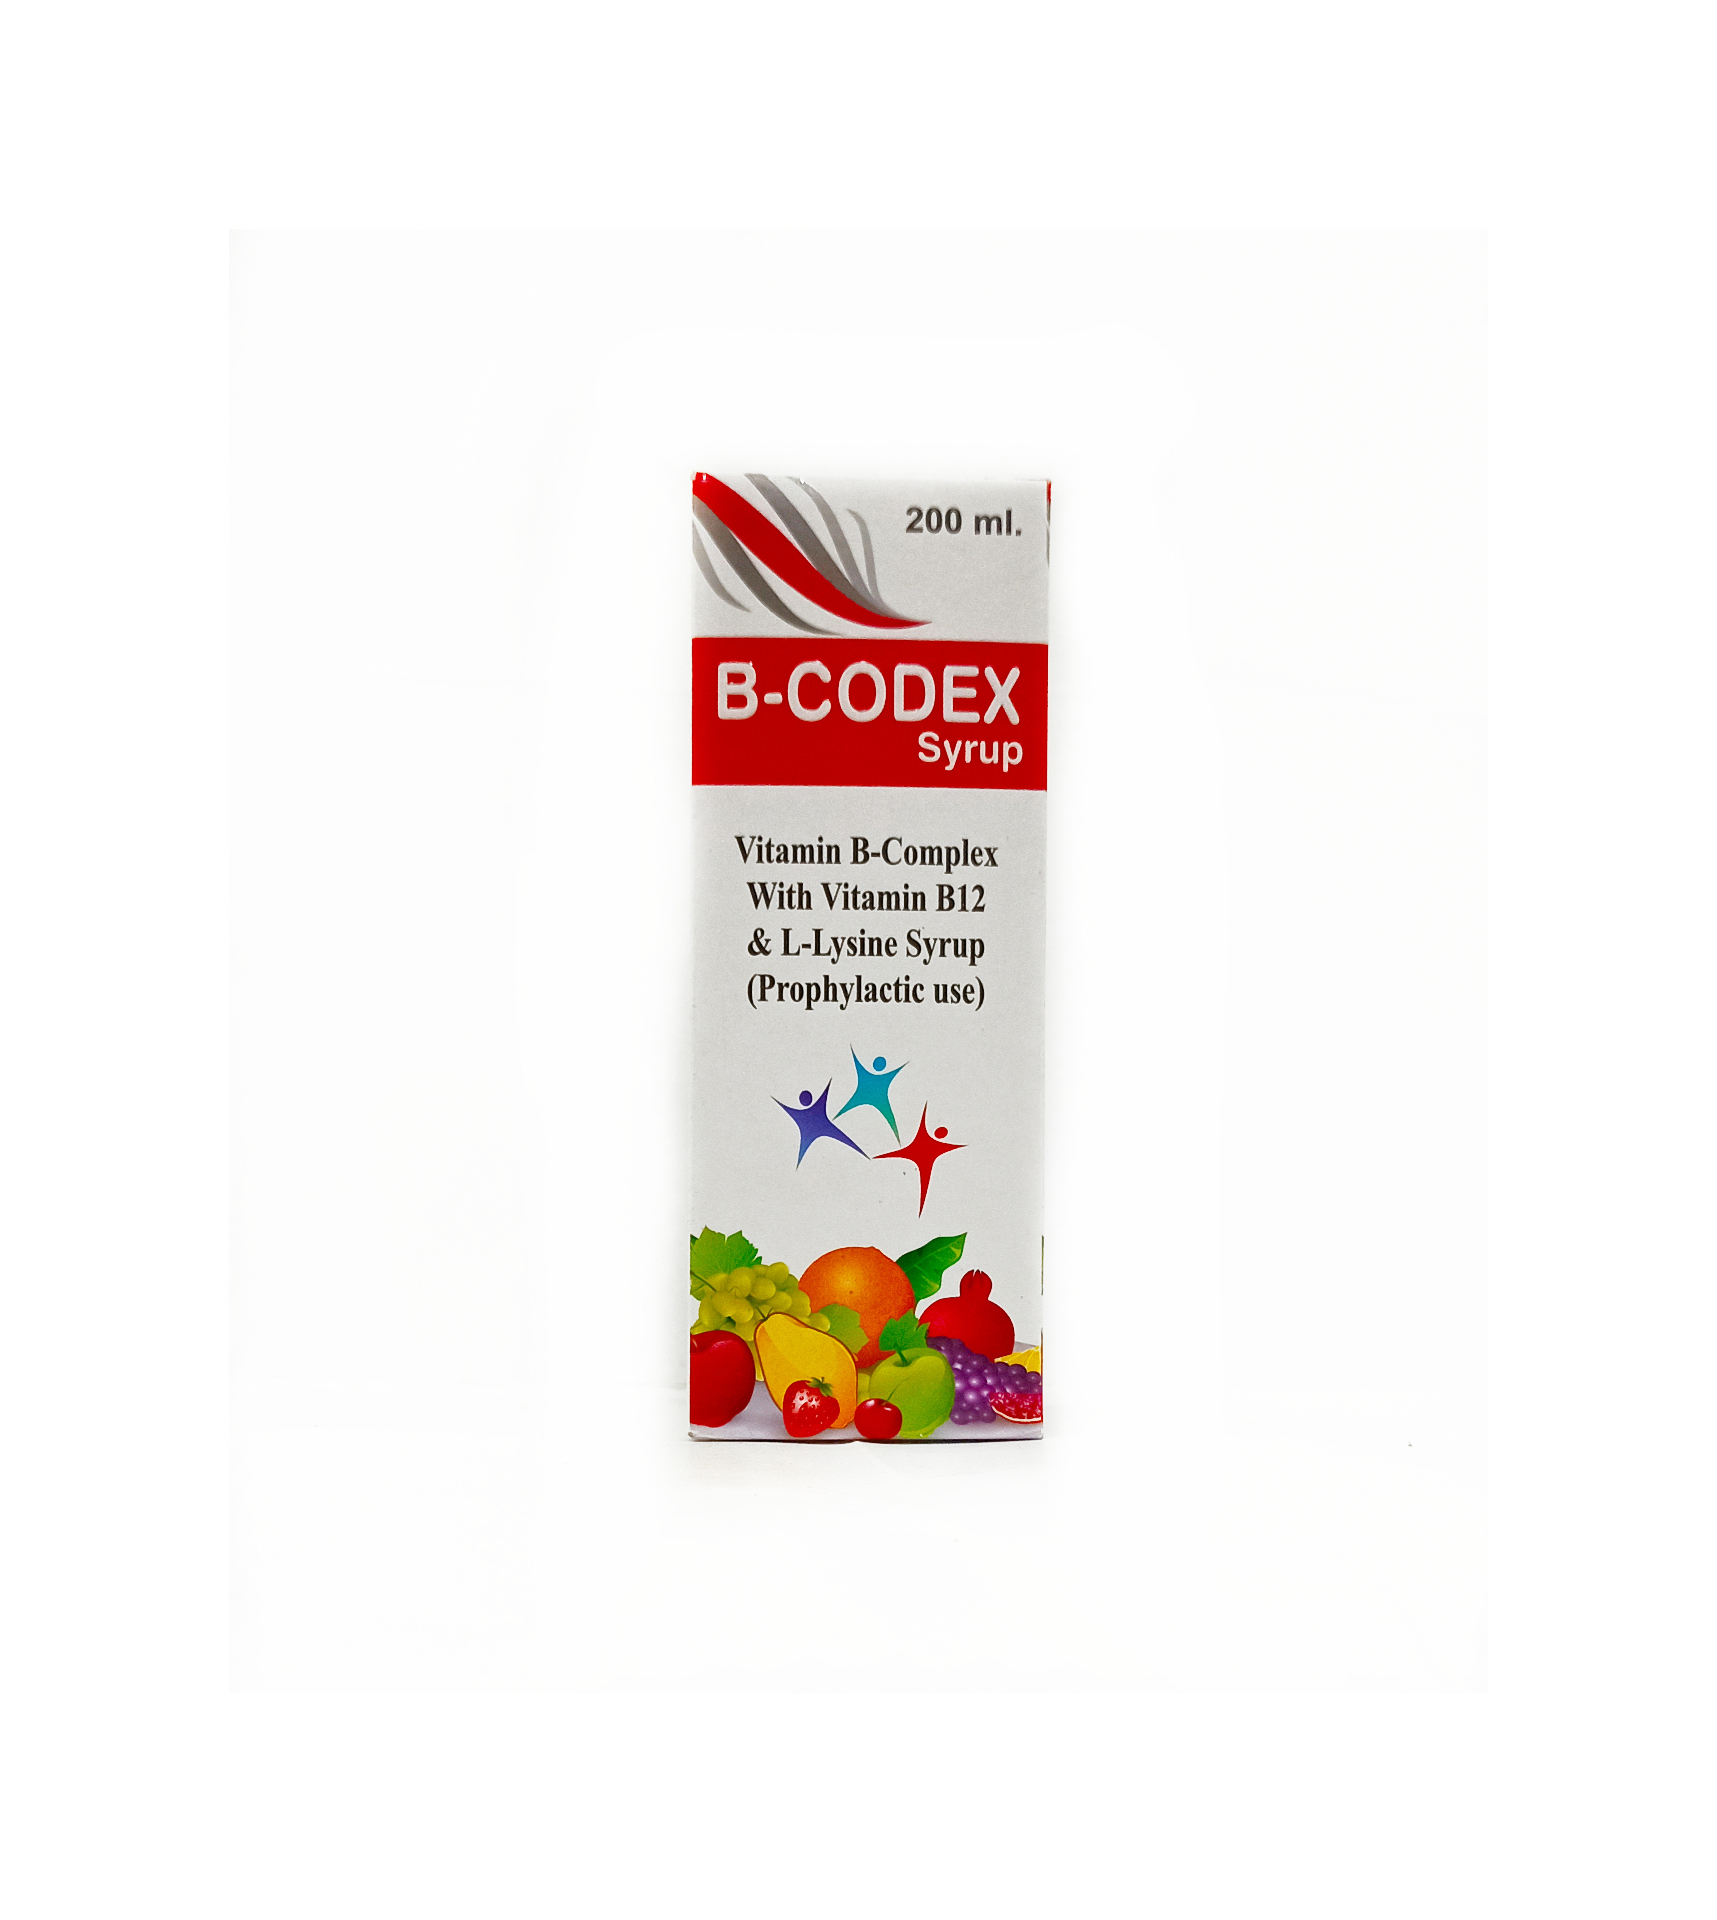 200 ml.
B-CODEX
Syrup
Vitamin B-Complex
With Vitamin B12
& L-Lysine Syrup
(Prophylactic use)